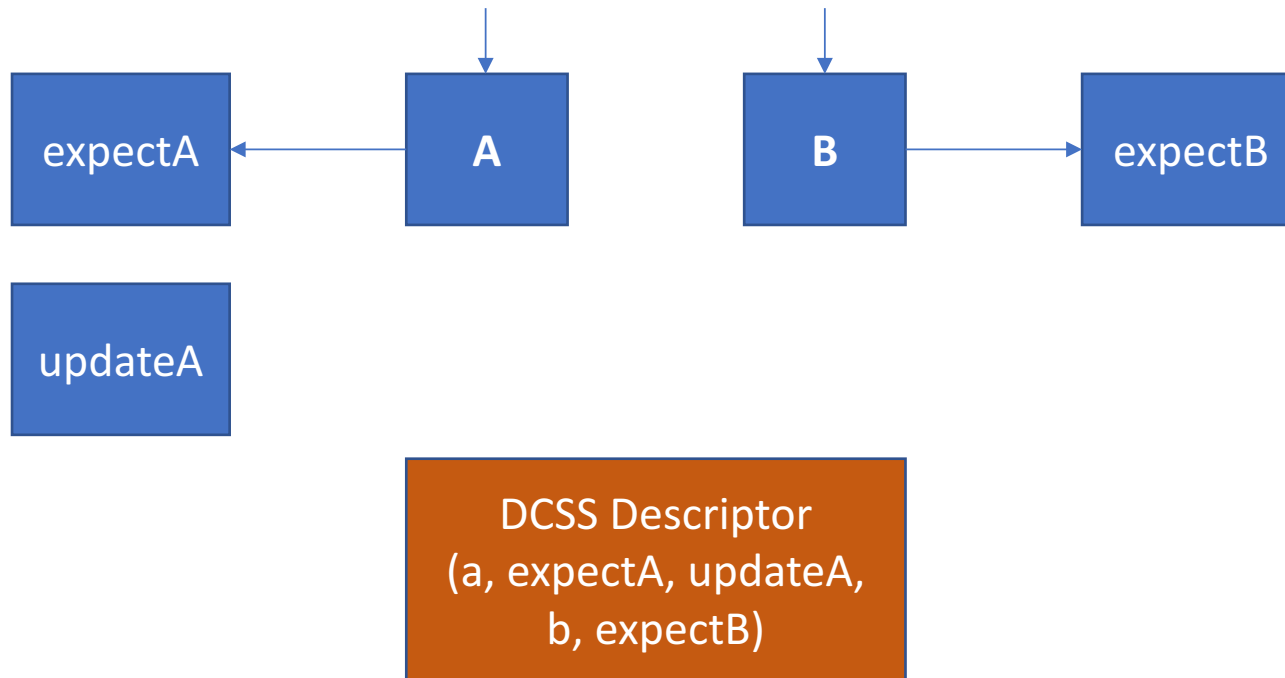 expectA
A
B
expectB
updateA
DCSS Descriptor
(a, expectA, updateA,
b, expectB)